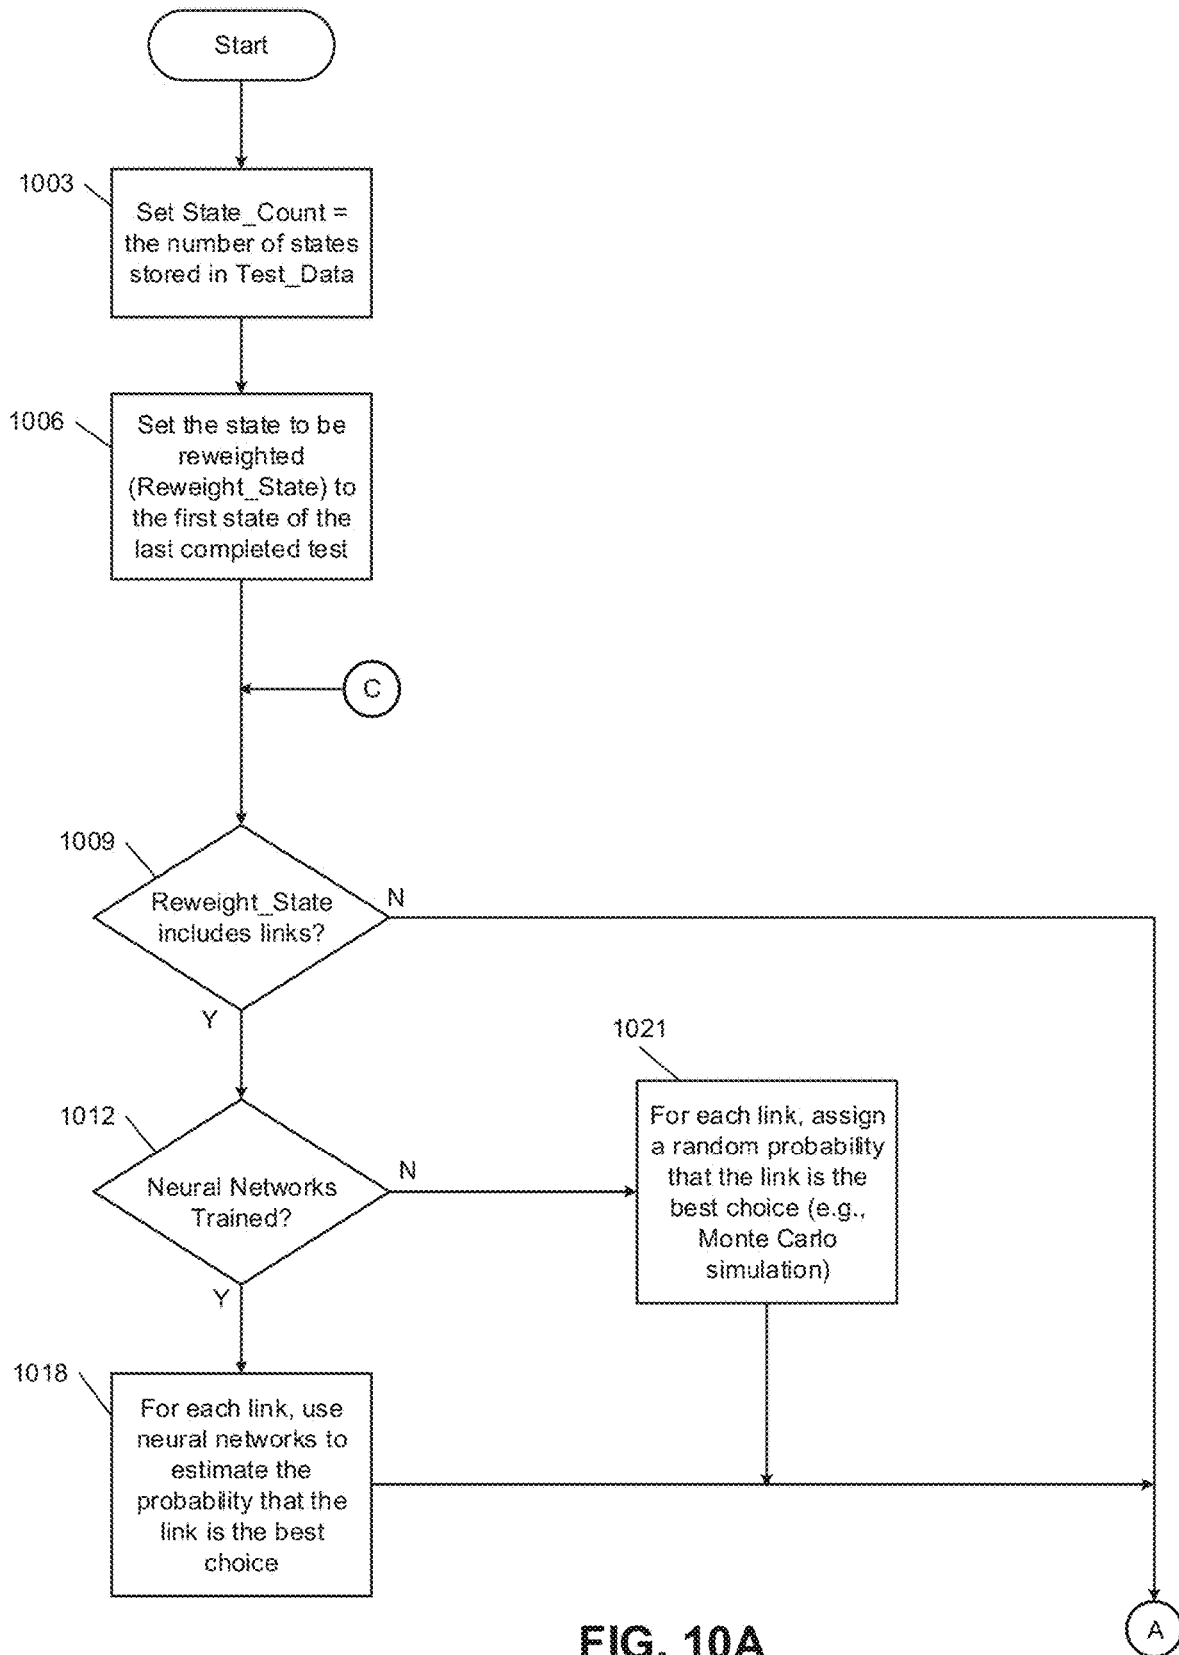 Start
1003
Set State_Count =
the number of states
stored in Test_Data
1006
Set the state to be
reweighted
(Reweight_State) to
the first state of the
last completed test
C
1009
Reweight_State
includes links?
N
Y
1021
For each link, assign
a random probability
that the link is the
best choice (e.g.,
Monte Carlo
simulation)
1012
Neural Networks
Trained?
N
Y
1018
For each link, use
neural networks to
estimate the
probability that the
link is the best
choice
A
FIG. 10A